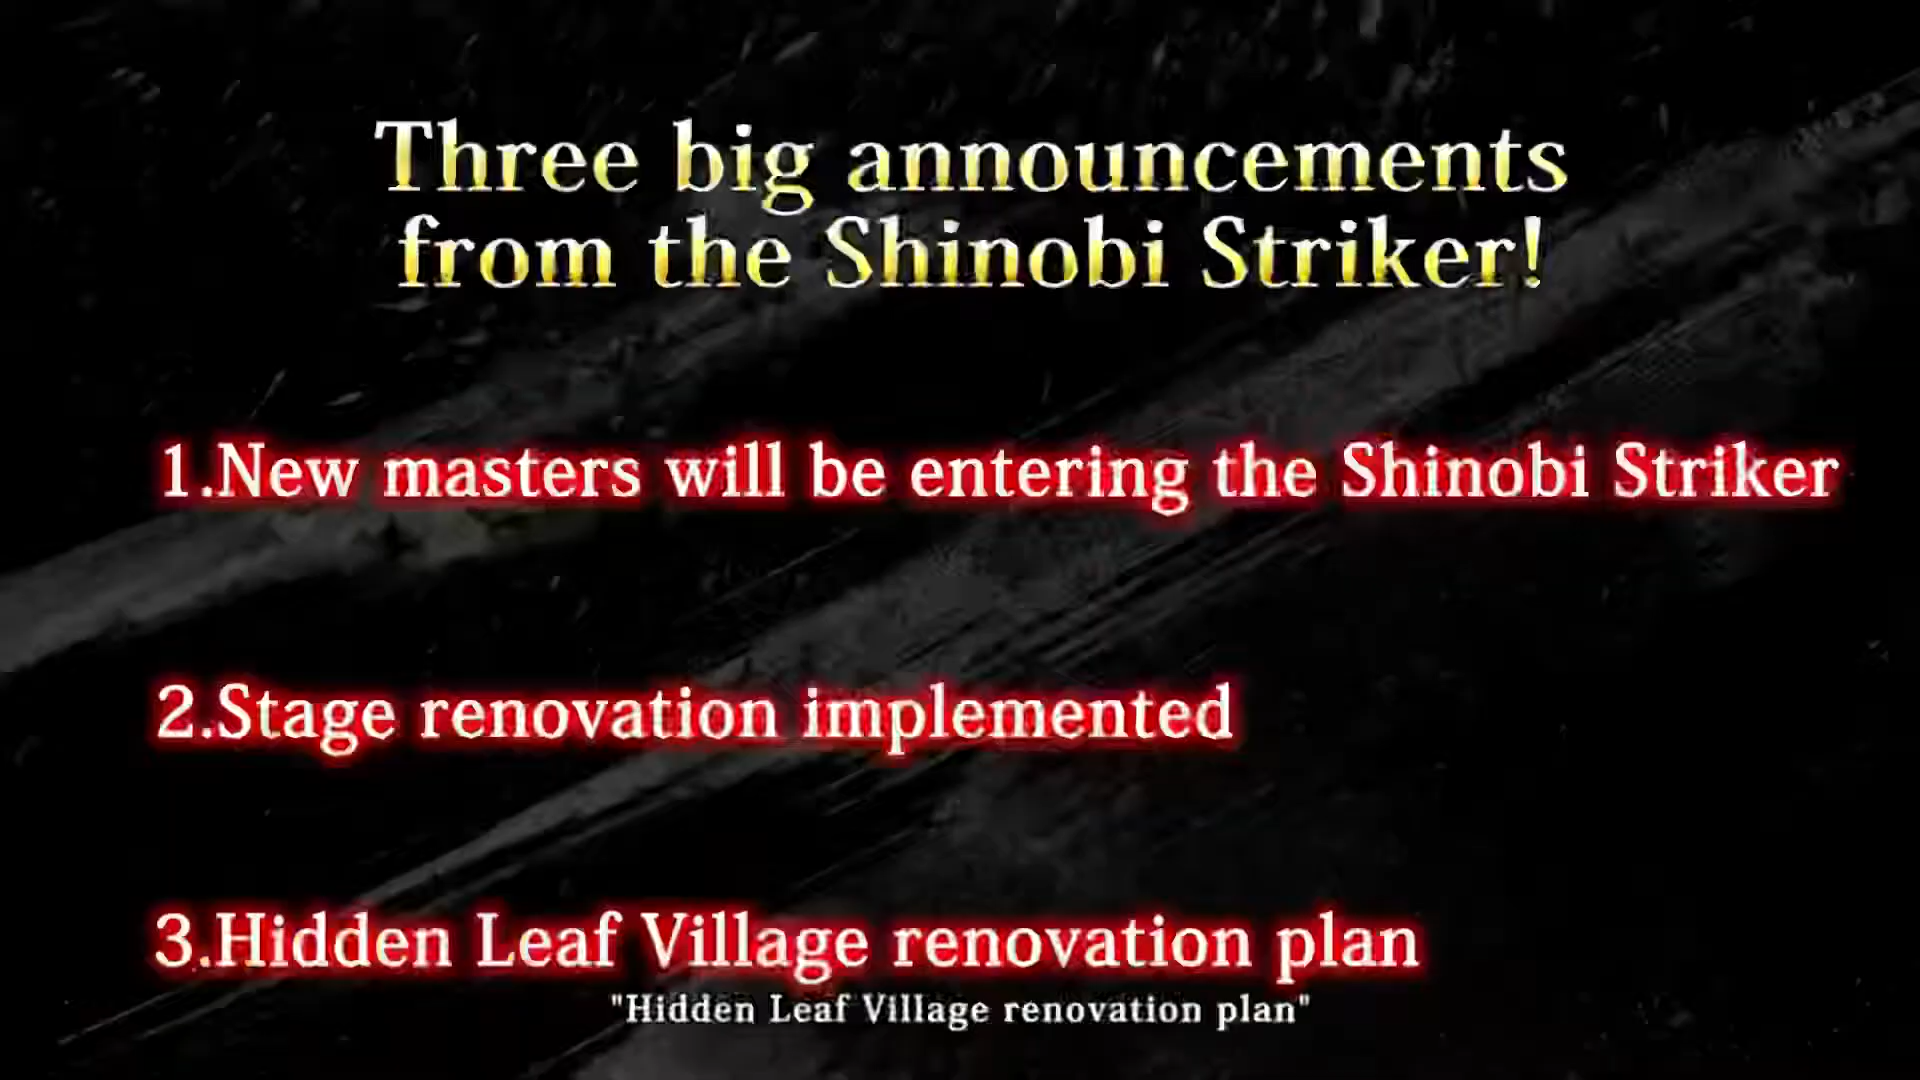 Three big announcements
from the Shinobi Striker!
1.New masters will be entering the Shinobi Striker
2.Stage renovation implemented
3.Hidden Leaf Village renovation plan
"Hidden Leaf Village renovation plan"